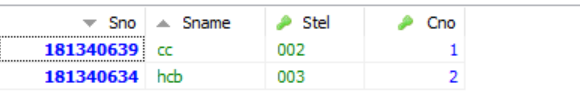 Sno Sname Stel Cno
181340639 cc 002 1
181340634 hcb 003 2